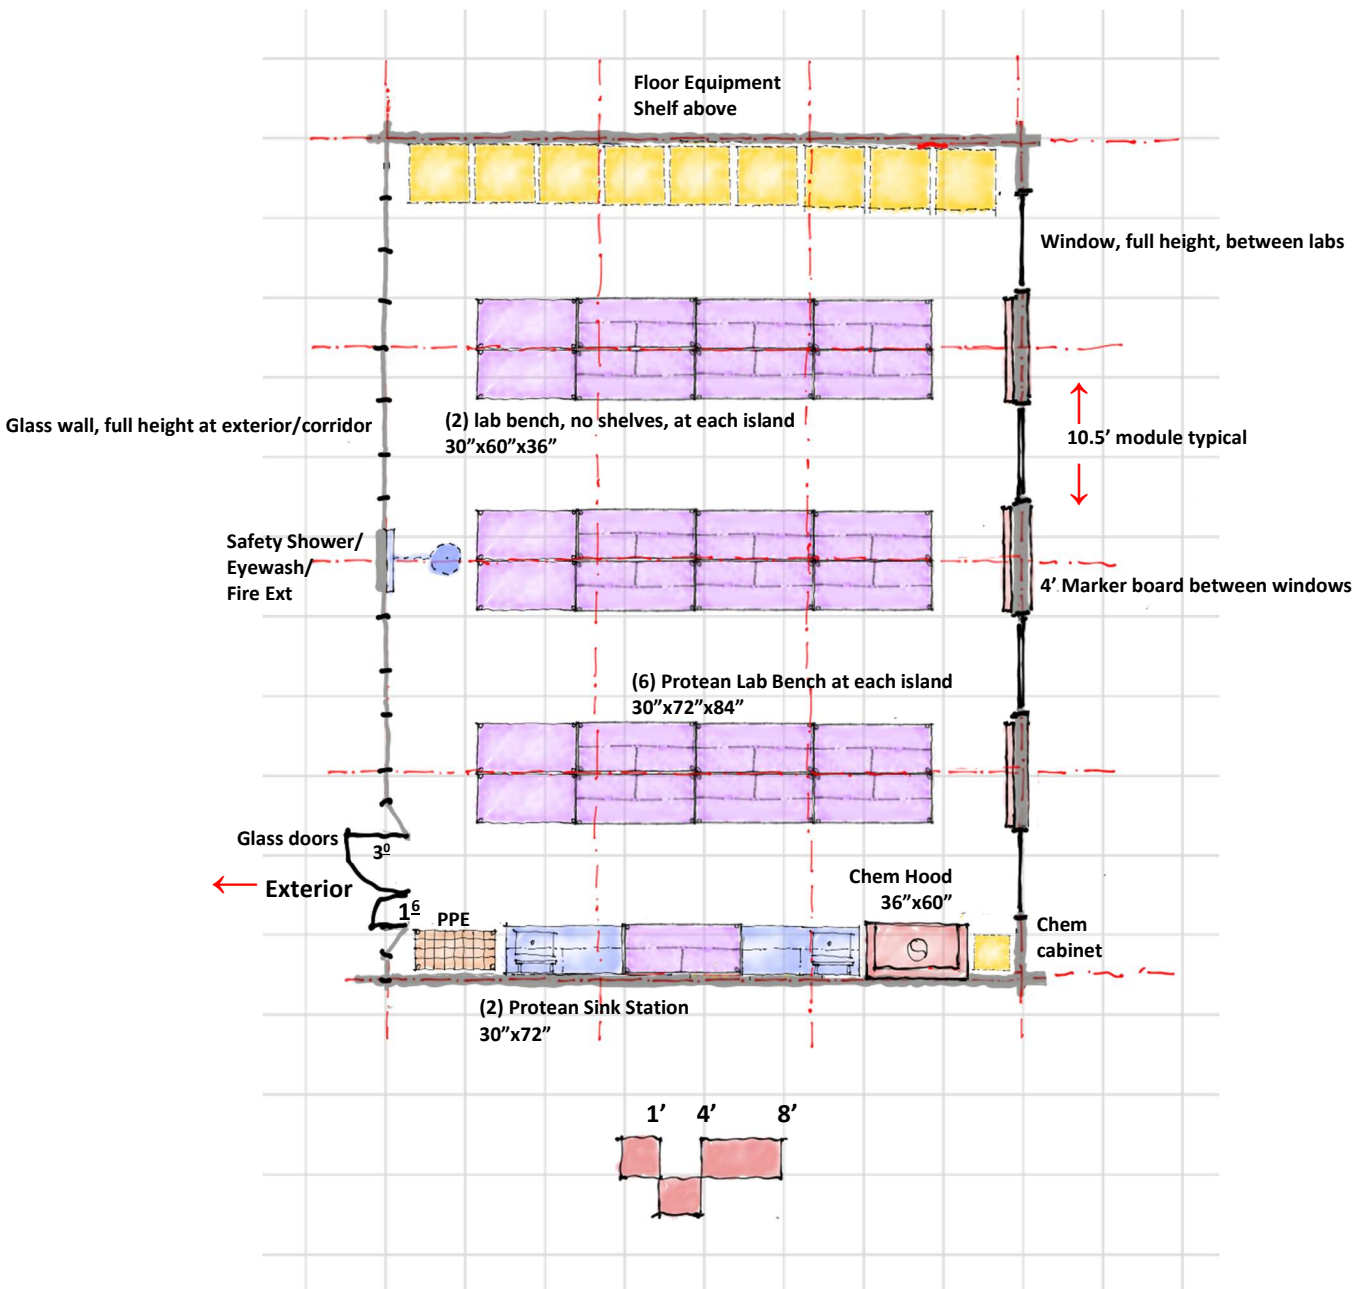 Floor Equipment
Shelf above
Window, full height, between labs
Glass wall, full height at exterior/corridor
(2) lab bench, no shelves, at each island
30”x60”x36”
10.5’ module typical
Safety Shower/
Eyewash/
Fire Ext
4’ Marker board between windows
(6) Protean Lab Bench at each island
30”x72”x84”
Glass doors
3⁰
Exterior
1⁶
PPE
Chem Hood
36”x60”
Chem
cabinet
(2) Protean Sink Station
30”x72”
1’ 4’ 8’